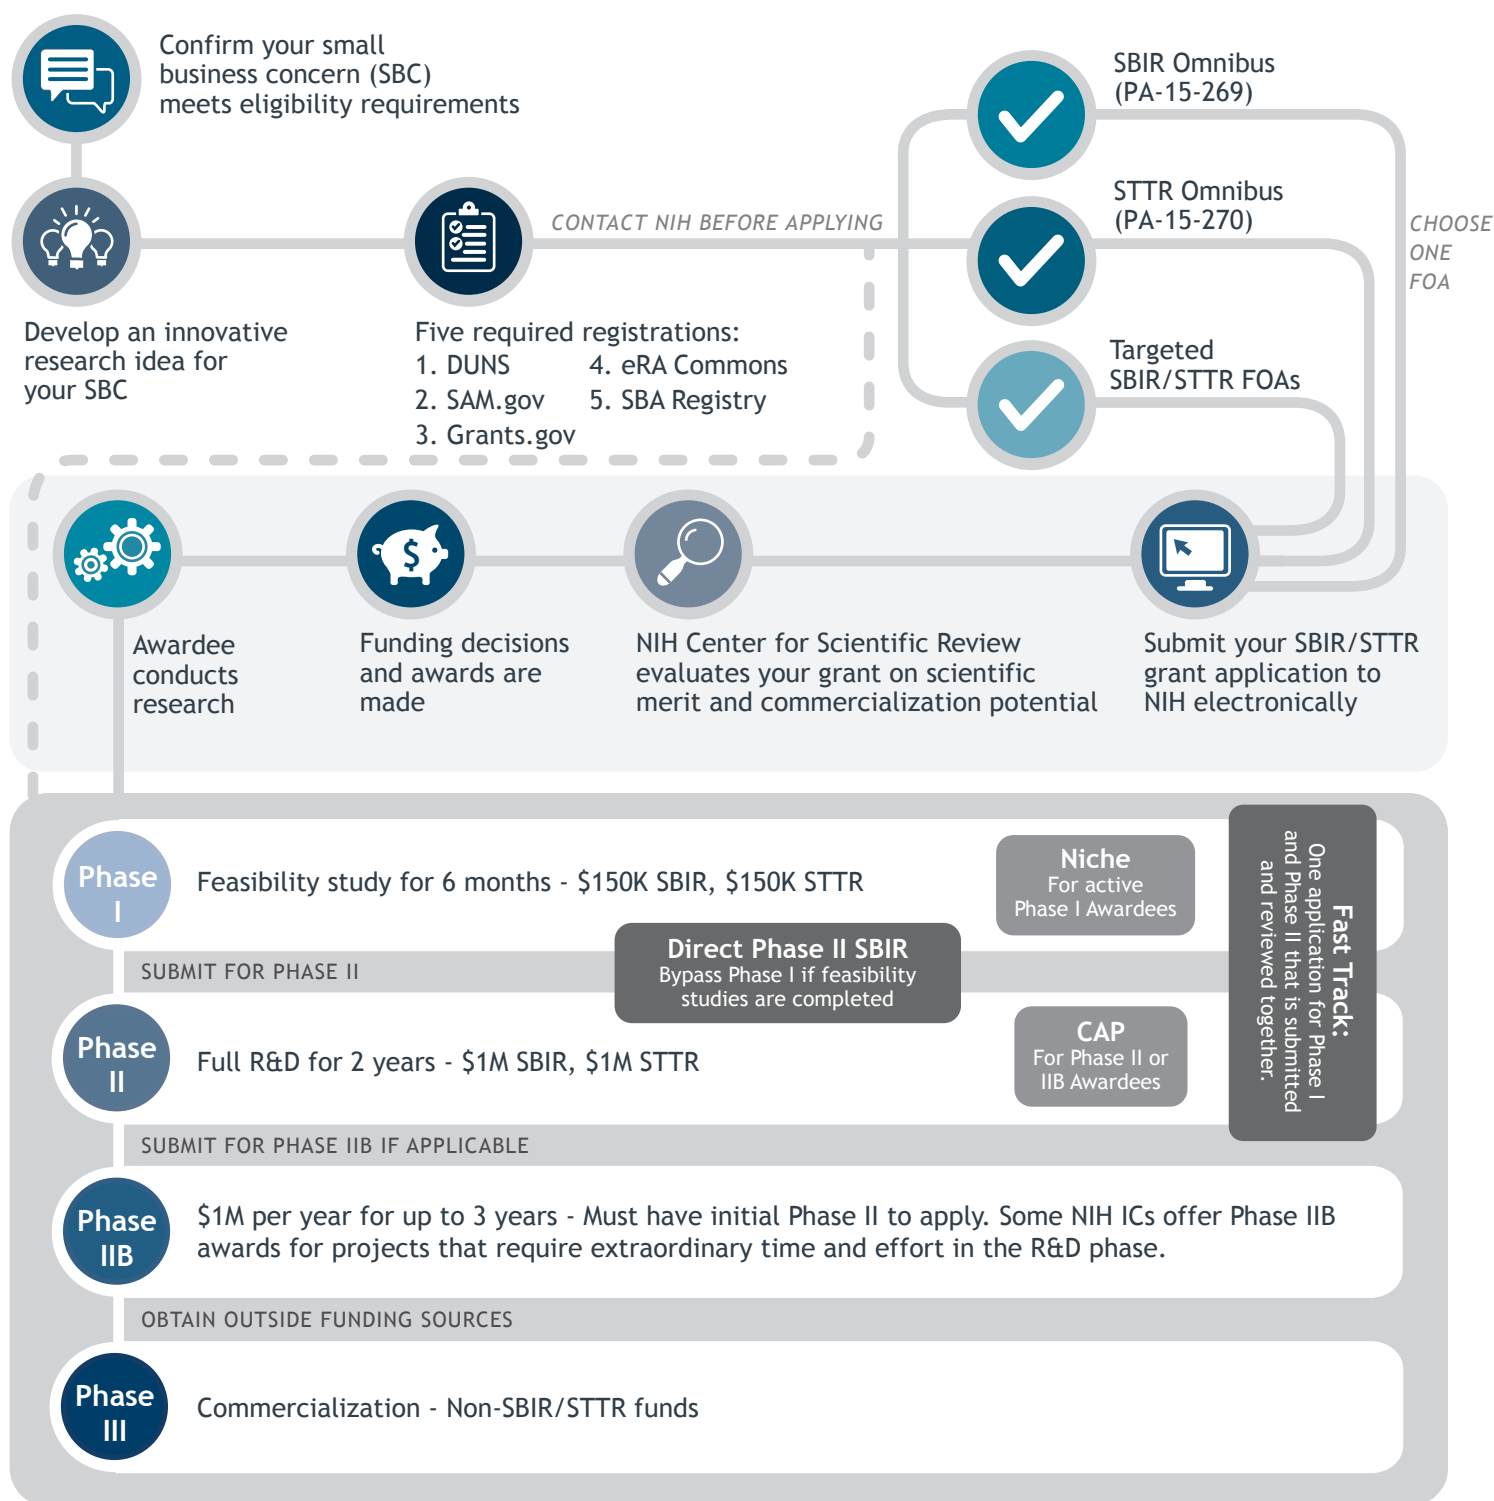 Confirm your small
business concern (SBC)
meets eligibility requirements
SBIR Omnibus
(PA-15-269)
STTR Omnibus
(PA-15-270)
CONTACT NIH BEFORE APPLYING
CHOOSE
ONE
FOA
Develop an innovative
research idea for
your SBC
Five required registrations:
1. DUNS
2. SAM.gov
3. Grants.gov
4. eRA Commons
5. SBA Registry
Targeted
SBIR/STTR FOAs
$
Awardee
conducts
research
Funding decisions
and awards are
made
NIH Center for Scientific Review
evaluates your grant on scientific
merit and commercialization potential
Submit your SBIR/STTR
grant application to
NIH electronically
Phase
I
Feasibility study for 6 months - $150K SBIR, $150K STTR
Niche
For active
Phase I Awardees
Fast Track:
One application for Phase I
and Phase II that is submitted
and reviewed together.
SUBMIT FOR PHASE II
Direct Phase II SBIR
Bypass Phase I if feasibility
studies are completed
Phase
II
Full R&D for 2 years - $1M SBIR, $1M STTR
CAP
For Phase II or
IIB Awardees
SUBMIT FOR PHASE IIB IF APPLICABLE
Phase
IIB
$1M per year for up to 3 years - Must have initial Phase II to apply. Some NIH ICs offer Phase IIB
awards for projects that require extraordinary time and effort in the R&D phase.
OBTAIN OUTSIDE FUNDING SOURCES
Phase
III
Commercialization - Non-SBIR/STTR funds